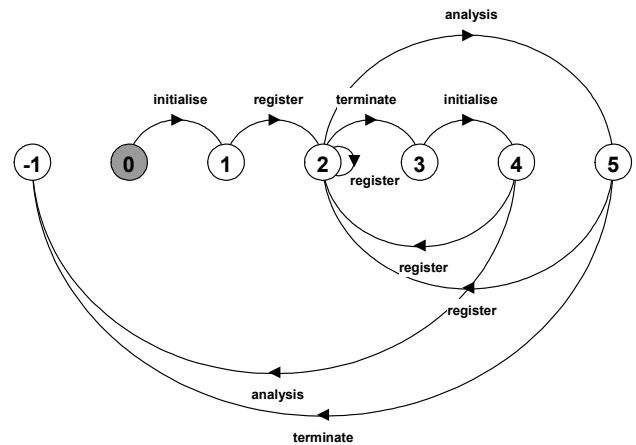 analysis
initialise
register
terminate
initialise
-1
0
1
2
3
4
5
register
register
register
analysis
terminate